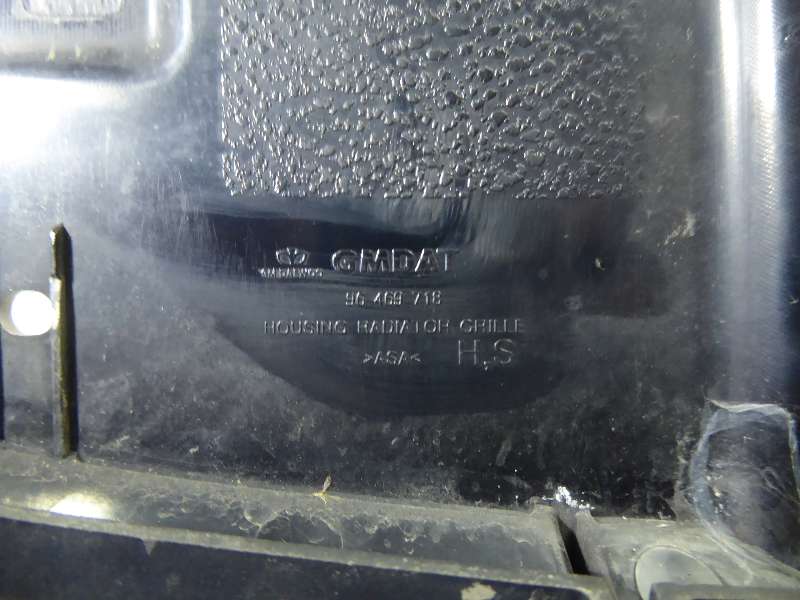 GMDAT
96 469 718
HOUSING RADIATOR GRILLE
>ASA< H,S